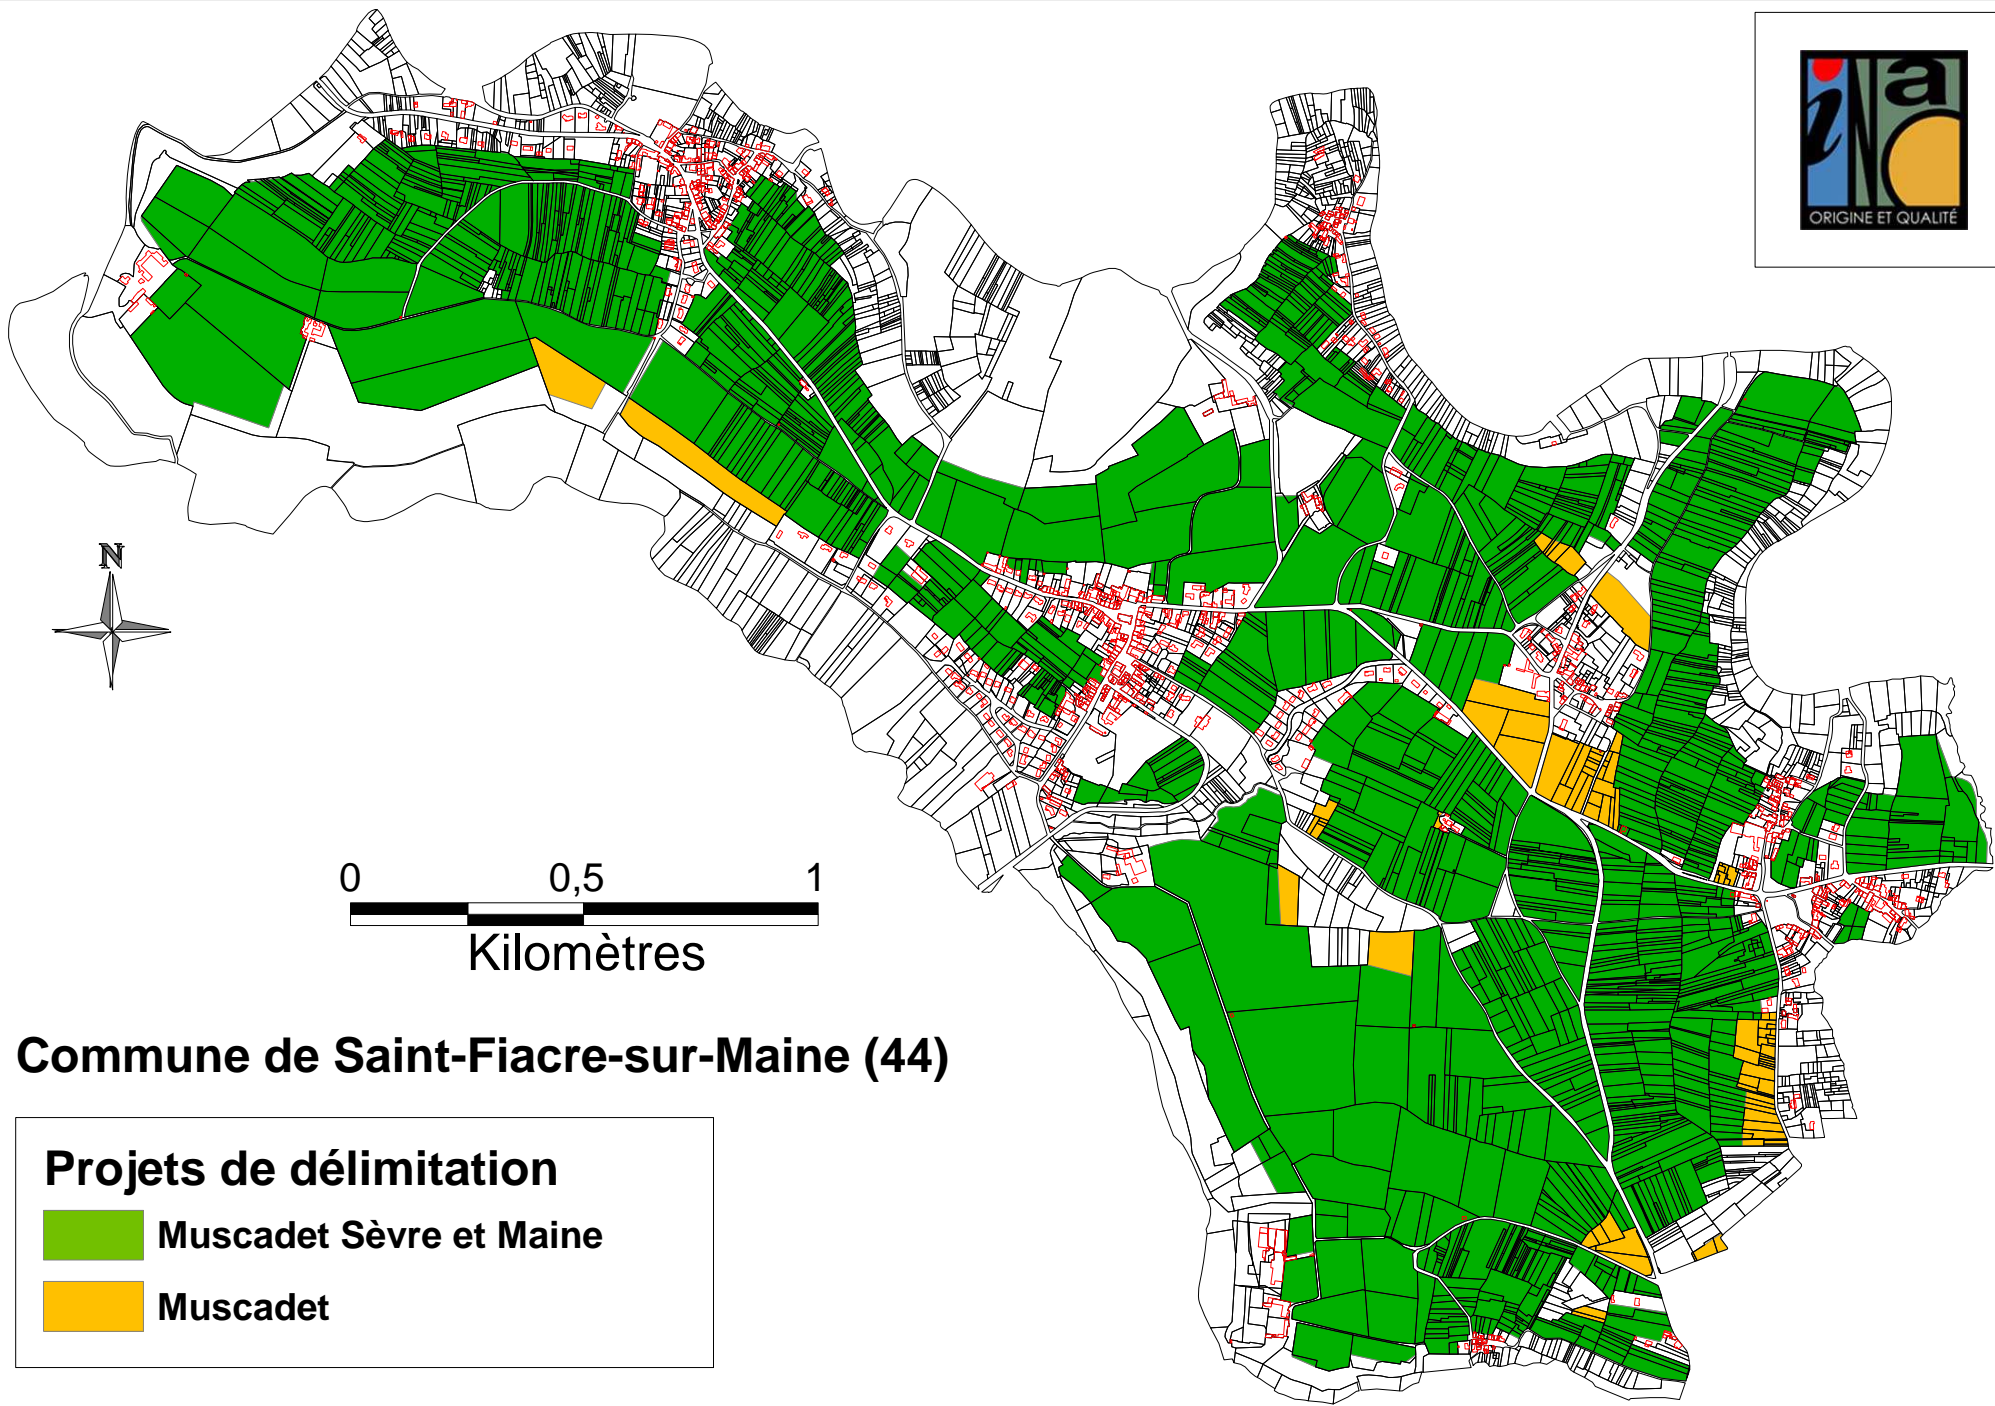 iNao
ORIGINE ET QUALITÉ
N
0 0,5 1
Kilomètres
Commune de Saint-Fiacre-sur-Maine (44)
Projets de délimitation
Muscadet Sèvre et Maine
Muscadet